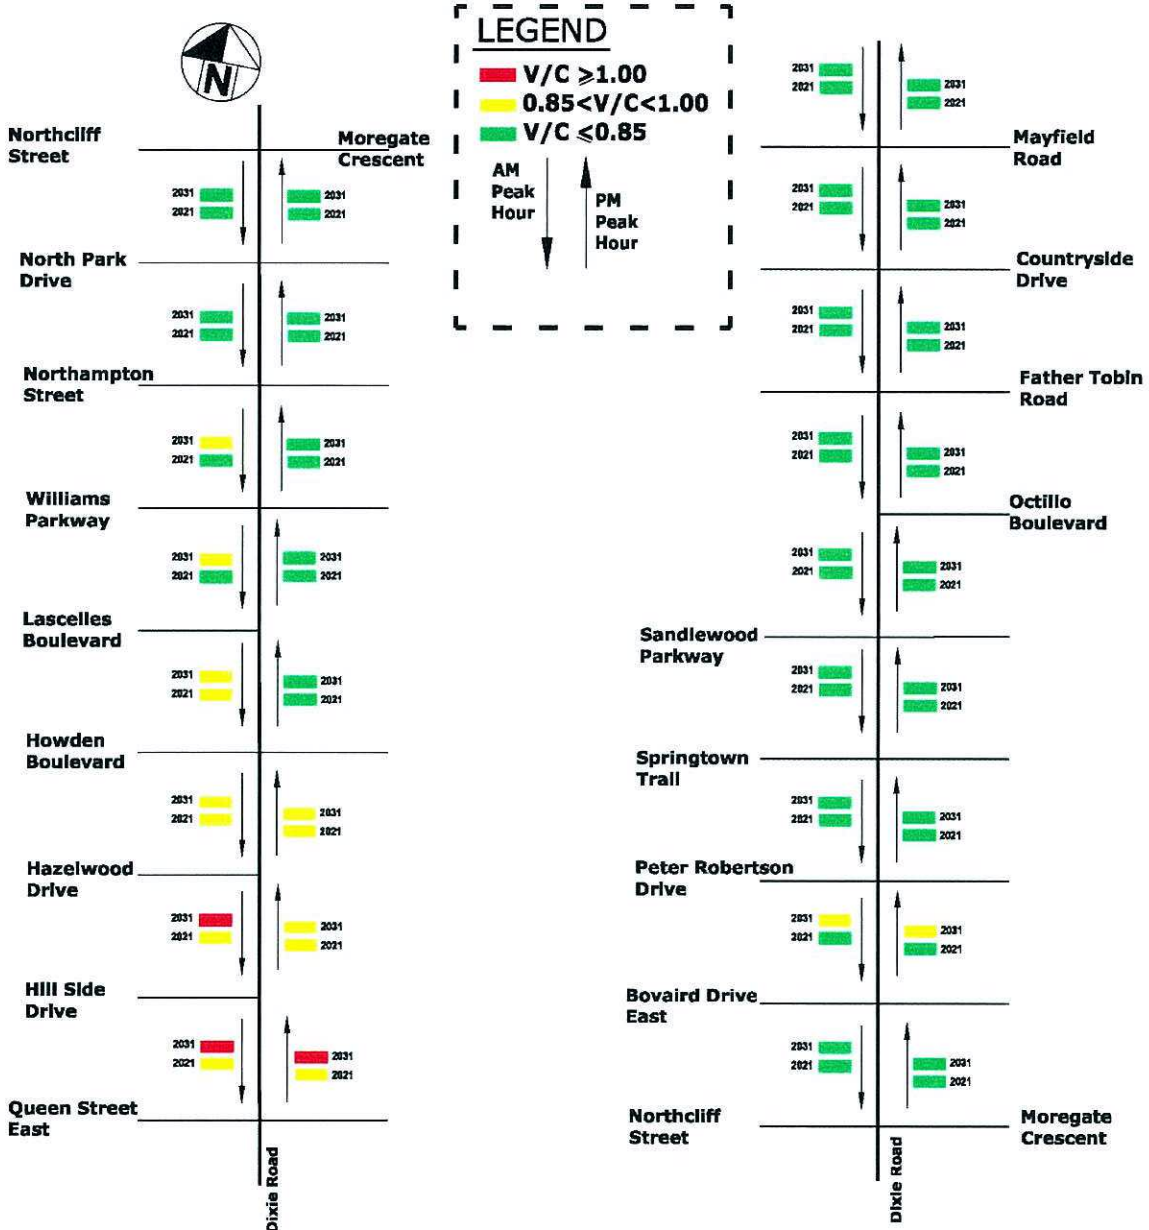 LEGEND
V/C ≥1.00
0.85<V/C<1.00
V/C ≤0.85
AM
Peak
Hour
PM
Peak
Hour
N
Northcliff
Street
Moregate
Crescent
2031
2021
2031
2021
North Park
Drive
2031
2021
2031
2021
Northampton
Street
2031
2021
2031
2021
Williams
Parkway
2031
2021
2031
2021
Lascelles
Boulevard
2031
2021
2031
2021
Howden
Boulevard
2031
2021
2031
2021
Hazelwood
Drive
2031
2021
2031
2021
Hill Side
Drive
2031
2021
2031
2021
Queen Street
East
Dixie Road
2031
2021
2031
2021
Mayfield
Road
2031
2021
2031
2021
Countryside
Drive
2031
2021
2031
2021
Father Tobin
Road
2031
2021
2031
2021
Octillo
Boulevard
2031
2021
2031
2021
Sandlewood
Parkway
2031
2021
2031
2021
Springtown
Trail
2031
2021
2031
2021
Peter Robertson
Drive
2031
2021
2031
2021
Bovaird Drive
East
2031
2021
2031
2021
Northcliff
Street
Moregate
Crescent
Dixie Road